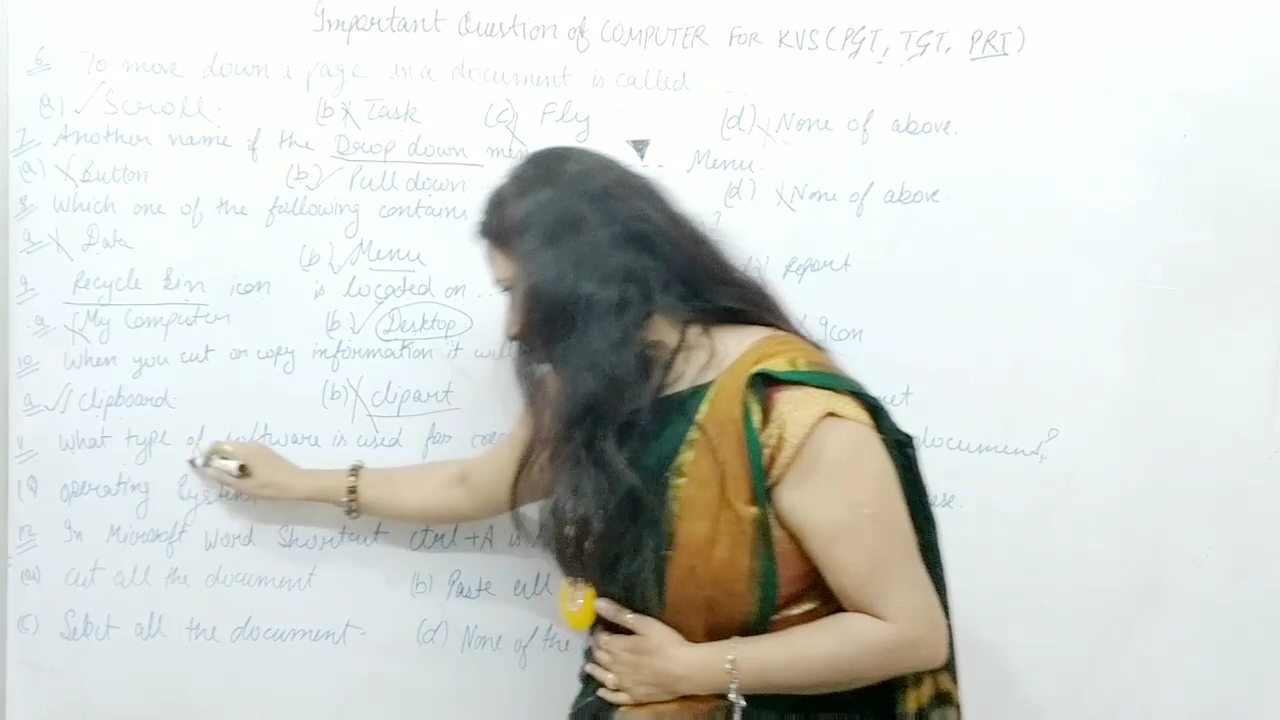 Important Question of COMPUTER FOR KVS (PGT, TGT, PRT)
6. To move down a page in a document is called ....
(a) ✓ Scroll. (b) X Task (c) X Fly (d) X None of above.
7. Another name of the Drop down Menu.
(a) X Button (b) ✓ Pull down (d) X None of above
8. Which one of the following contains ?
a X Data (b) ✓ Menu Report
9. Recycle bin icon is located on ..
a X My Computer (b) ✓ Desktop Icon
10. When you cut or copy information it will
a ✓ Clipboard (b) X clipart
11. What type of software is used for document?
operating System
12. In Microsoft Word Shortcut ctrl+A is
(a) cut all the document (b) Paste all
(c) Select all the document. (d) None of the